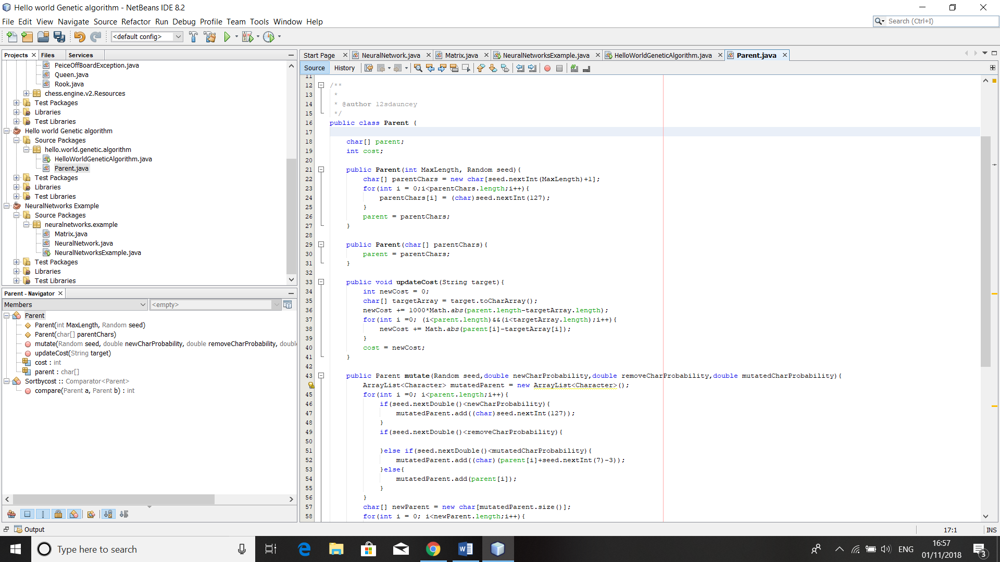 Hello world Genetic algorithm - NetBeans IDE 8.2
File Edit View Navigate Source Refactor Run Debug Profile Team Tools Window Help
Search (Ctrl+I)
<default config>
Projects Files Services
PeiceOffBoardException.java
Queen.java
Rook.java
chess.engine.v2.Resources
Test Packages
Libraries
Test Libraries
Hello world Genetic algorithm
Source Packages
hello.world.genetic.algorithm
HelloWorldGeneticAlgorithm.java
Parent.java
Test Packages
Libraries
Test Libraries
NeuralNetworks Example
Source Packages
neuralnetworks.example
Matrix.java
NeuralNetwork.java
NeuralNetworksExample.java
Test Packages
Libraries
Test Libraries
Parent - Navigator
Members <empty>
Parent
Parent(int MaxLength, Random seed)
Parent(char[] parentChars)
mutate(Random seed, double newCharProbability, double removeCharProbability, doubl
updateCost(String target)
cost : int
parent : char[]
Sortbycost :: Comparator<Parent>
compare(Parent a, Parent b) : int
Start Page NeuralNetwork.java Matrix.java NeuralNetworksExample.java HelloWorldGeneticAlgorithm.java Parent.java
Source History
11
12 /**
13 *
14 * @author 12sdauncey
15 */
16 public class Parent {
17
18 char[] parent;
19 int cost;
20
21 public Parent(int MaxLength, Random seed){
22 char[] parentChars = new char[seed.nextInt(MaxLength)+1];
23 for(int i = 0;i<parentChars.length;i++){
24 parentChars[i] = (char)seed.nextInt(127);
25 }
26 parent = parentChars;
27 }
28
29 public Parent(char[] parentChars){
30 parent = parentChars;
31 }
32
33 public void updateCost(String target){
34 int newCost = 0;
35 char[] targetArray = target.toCharArray();
36 newCost += 1000*Math.abs(parent.length-targetArray.length);
37 for(int i =0; (i<parent.length)&&(i<targetArray.length);i++){
38 newCost += Math.abs(parent[i]-targetArray[i]);
39 }
40 cost = newCost;
41 }
42
43 public Parent mutate(Random seed,double newCharProbability,double removeCharProbability,double mutatedCharProbability){
ArrayList<Character> mutatedParent = new ArrayList<Character>();
45 for(int i =0; i<parent.length;i++){
46 if(seed.nextDouble()<newCharProbability){
47 mutatedParent.add((char)seed.nextInt(127));
48 }
49 if(seed.nextDouble()<removeCharProbability){
50
51 }else if(seed.nextDouble()<mutatedCharProbability){
52 mutatedParent.add((char)(parent[i]+seed.nextInt(7)-3));
53 }else{
54 mutatedParent.add(parent[i]);
55 }
56 }
57 char[] newParent = new char[mutatedParent.size()];
58 for(int i = 0; i<newParent.length;i++){
Output
17:1 INS
Type here to search
ENG
16:57
01/11/2018
3